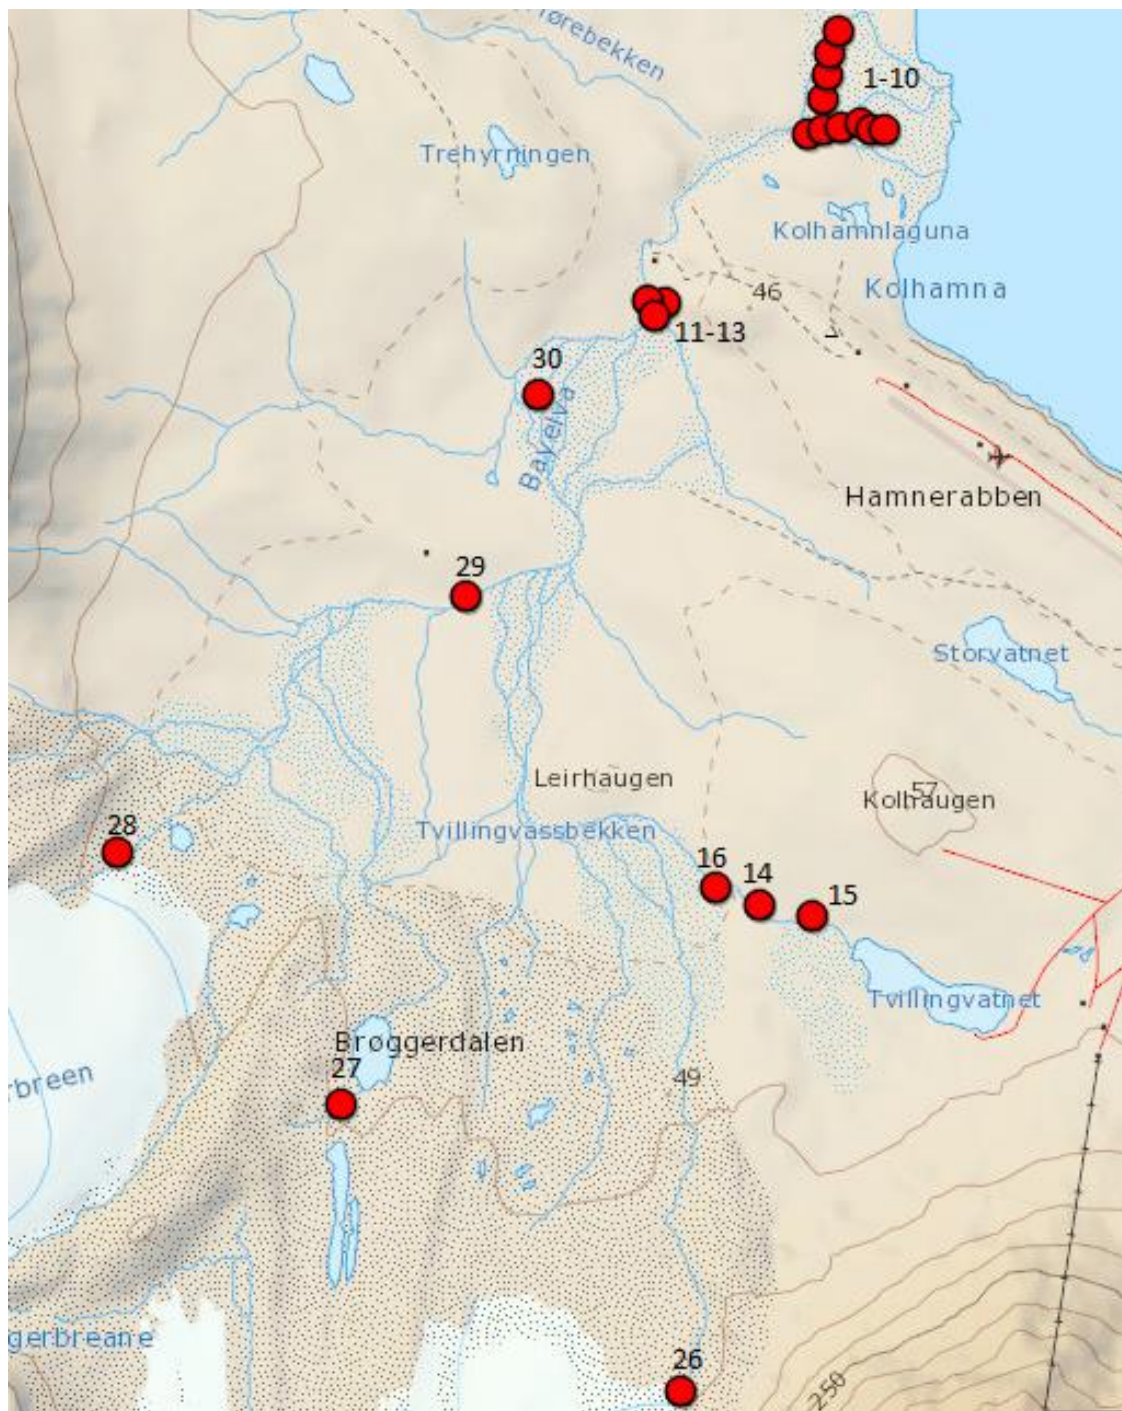 ørebekken
1-10
Trehyrningen
Kolhamnlaguna
46
Kolhamna
11-13
30
Bayelva
Hamnerabben
29
Storvatnet
Leirhaugen
57
Kolhaugen
28
Tvillingvassbekken
16
14
15
Tvillingvatnet
Brøggerdalen
27
rbreen
49
gerbreane
26
250